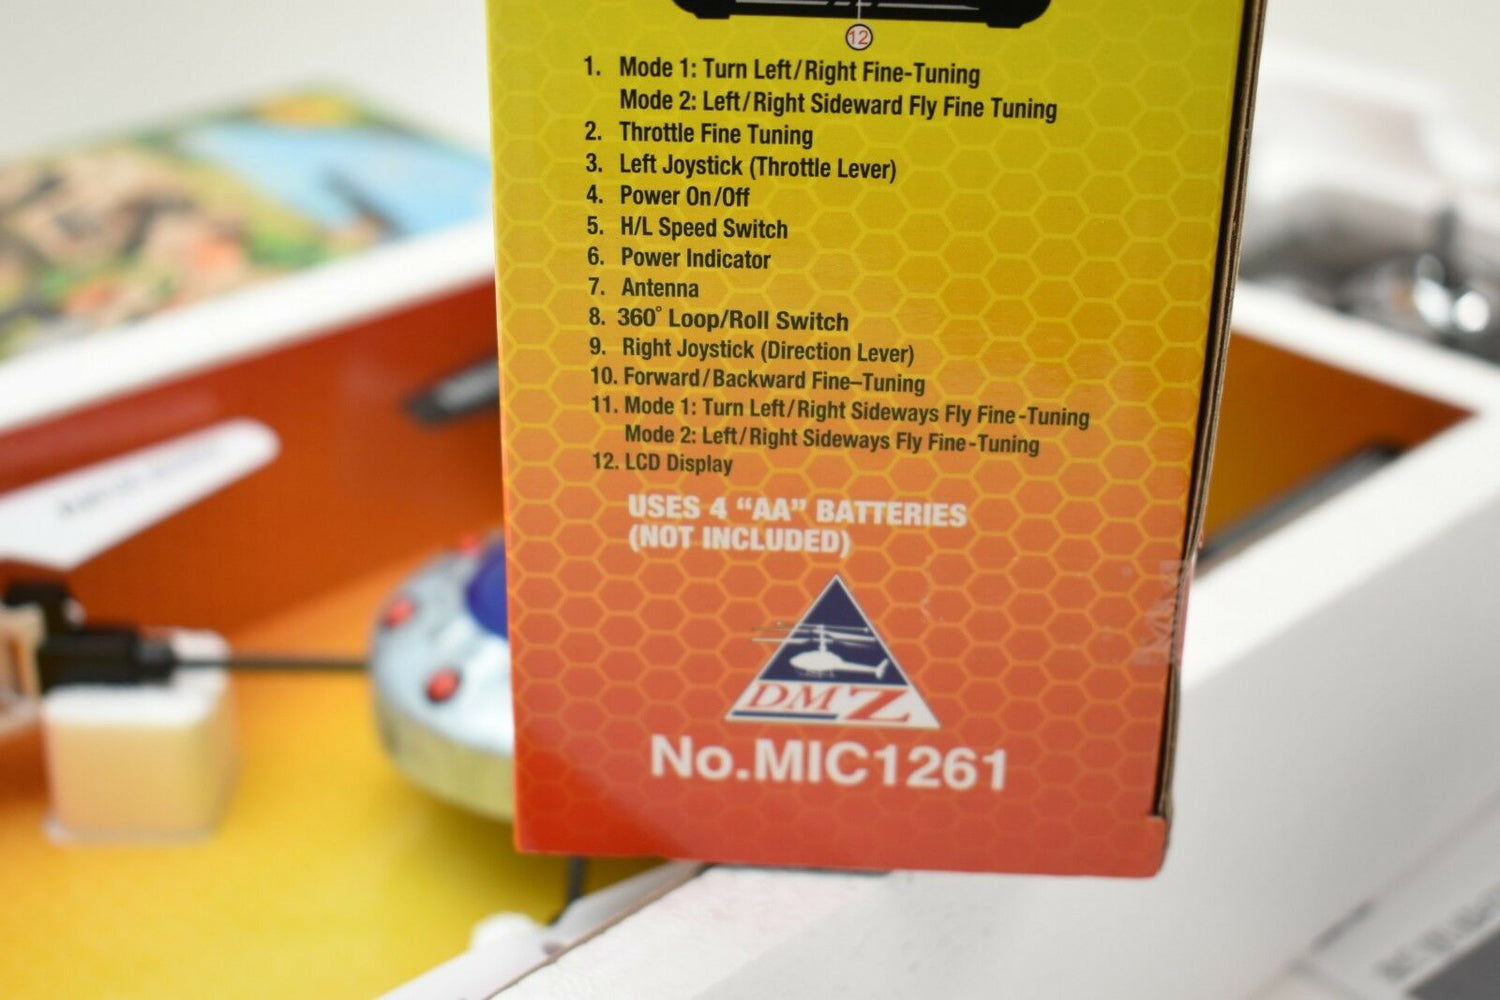 12
1. Mode 1: Turn Left/Right Fine-Tuning
Mode 2: Left/Right Sideward Fly Fine Tuning
2. Throttle Fine Tuning
3. Left Joystick (Throttle Lever)
4. Power On/Off
5. H/L Speed Switch
6. Power Indicator
7. Antenna
8. 360° Loop/Roll Switch
9. Right Joystick (Direction Lever)
10. Forward/Backward Fine–Tuning
11. Mode 1: Turn Left/Right Sideways Fly Fine-Tuning
Mode 2: Left/Right Sideways Fly Fine-Tuning
12. LCD Display
USES 4 “AA” BATTERIES
(NOT INCLUDED)
DMZ
No.MIC1261